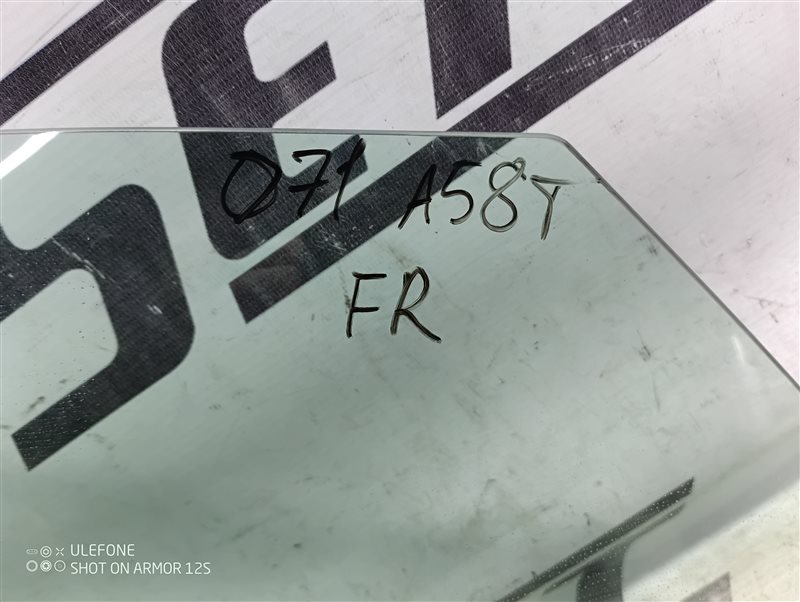 071 A58T
FR
ULEFONE
SHOT ON ARMOR 12S